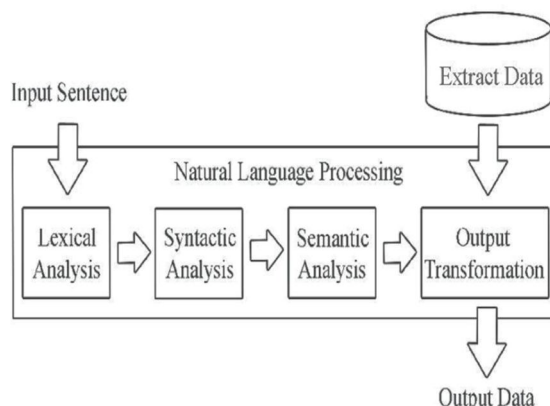 Extract Data
Input Sentence
Natural Language Processing
Lexical
Analysis
Syntactic
Analysis
Semantic
Analysis
Output
Transformation
Output Data